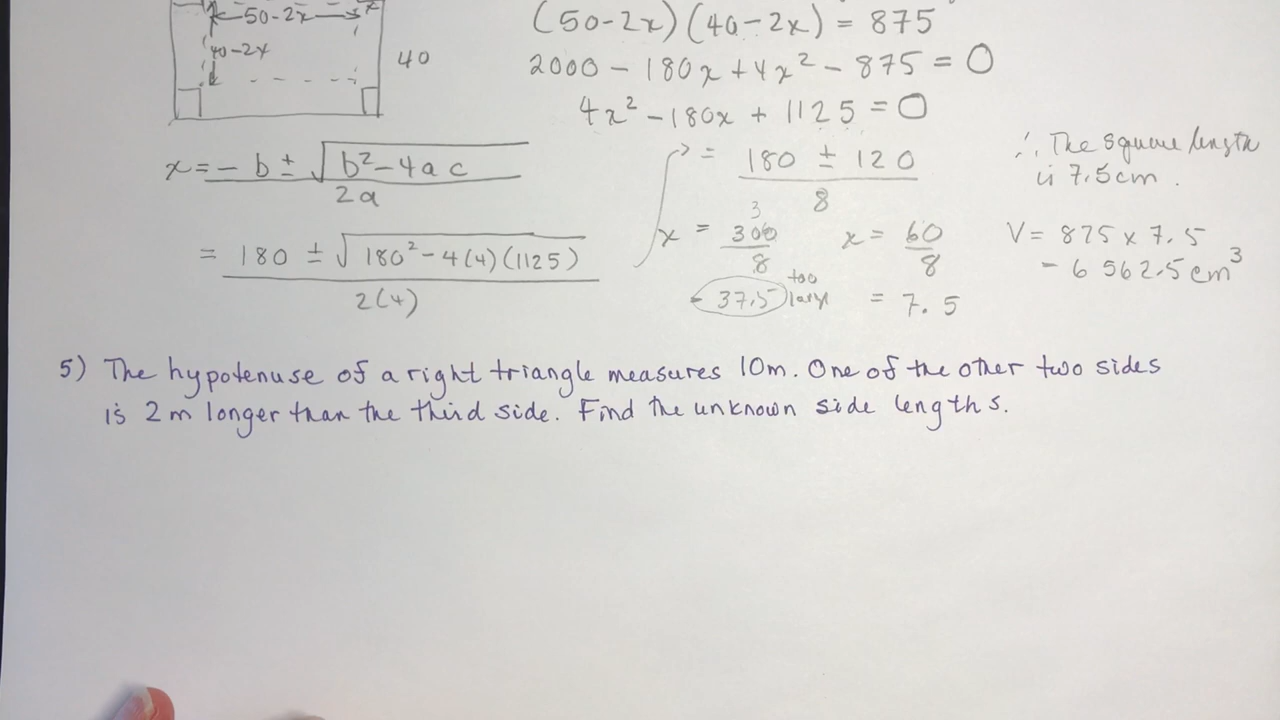 50-2x x
40-2x
40
(50-2x)(40-2x) = 875
2000 - 180x + 4x² - 875 = 0
4x² - 180x + 1125 = 0
x = -b ± √b²-4ac
2a
= 180 ± √180²-4(4)(1125)
2(4)
= 180 ± 120
8
x = 300
8
3
- 37.5 too large
x = 60
8
= 7.5
∴ The square length
is 7.5cm.
V = 875 x 7.5
- 6 562.5 cm³
5) The hypotenuse of a right triangle measures 10m. One of the other two sides
is 2m longer than the third side. Find the unknown side lengths.